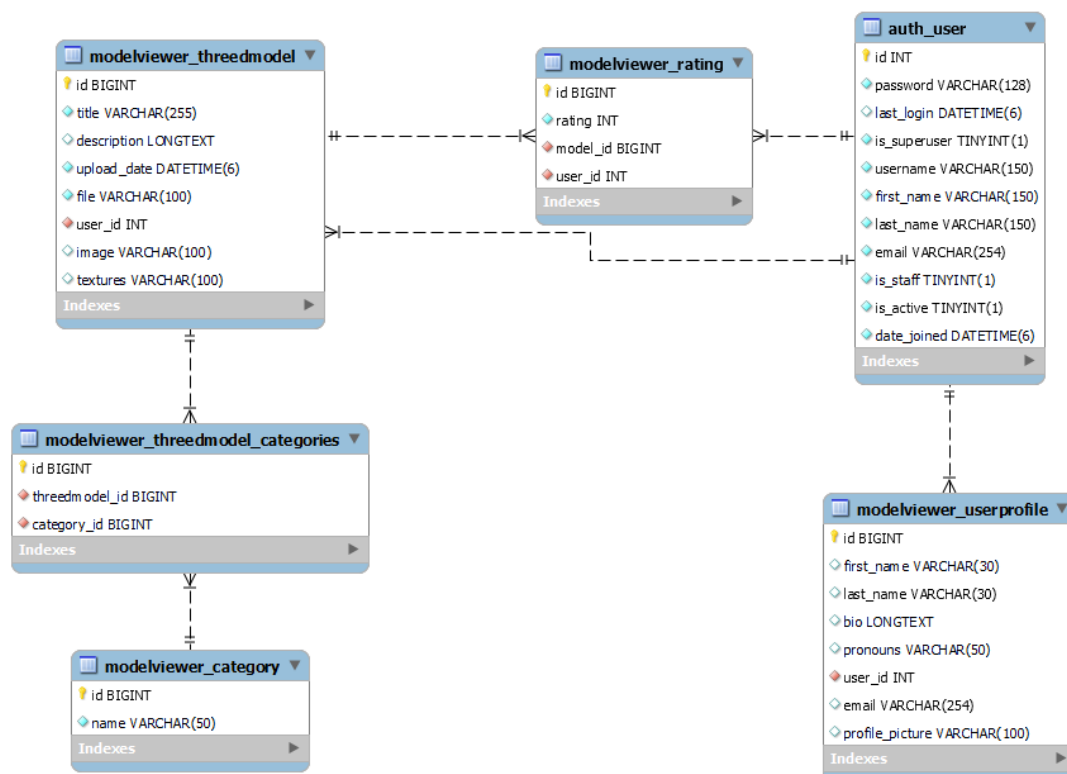 modelviewer_threedmodel
id BIGINT
title VARCHAR(255)
description LONGTEXT
upload_date DATETIME(6)
file VARCHAR(100)
user_id INT
image VARCHAR(100)
textures VARCHAR(100)
Indexes
modelviewer_rating
id BIGINT
rating INT
model_id BIGINT
user_id INT
Indexes
auth_user
id INT
password VARCHAR(128)
last_login DATETIME(6)
is_superuser TINYINT(1)
username VARCHAR(150)
first_name VARCHAR(150)
last_name VARCHAR(150)
email VARCHAR(254)
is_staff TINYINT(1)
is_active TINYINT(1)
date_joined DATETIME(6)
Indexes
modelviewer_threedmodel_categories
id BIGINT
threedmodel_id BIGINT
category_id BIGINT
Indexes
modelviewer_category
id BIGINT
name VARCHAR(50)
Indexes
modelviewer_userprofile
id BIGINT
first_name VARCHAR(30)
last_name VARCHAR(30)
bio LONGTEXT
pronouns VARCHAR(50)
user_id INT
email VARCHAR(254)
profile_picture VARCHAR(100)
Indexes